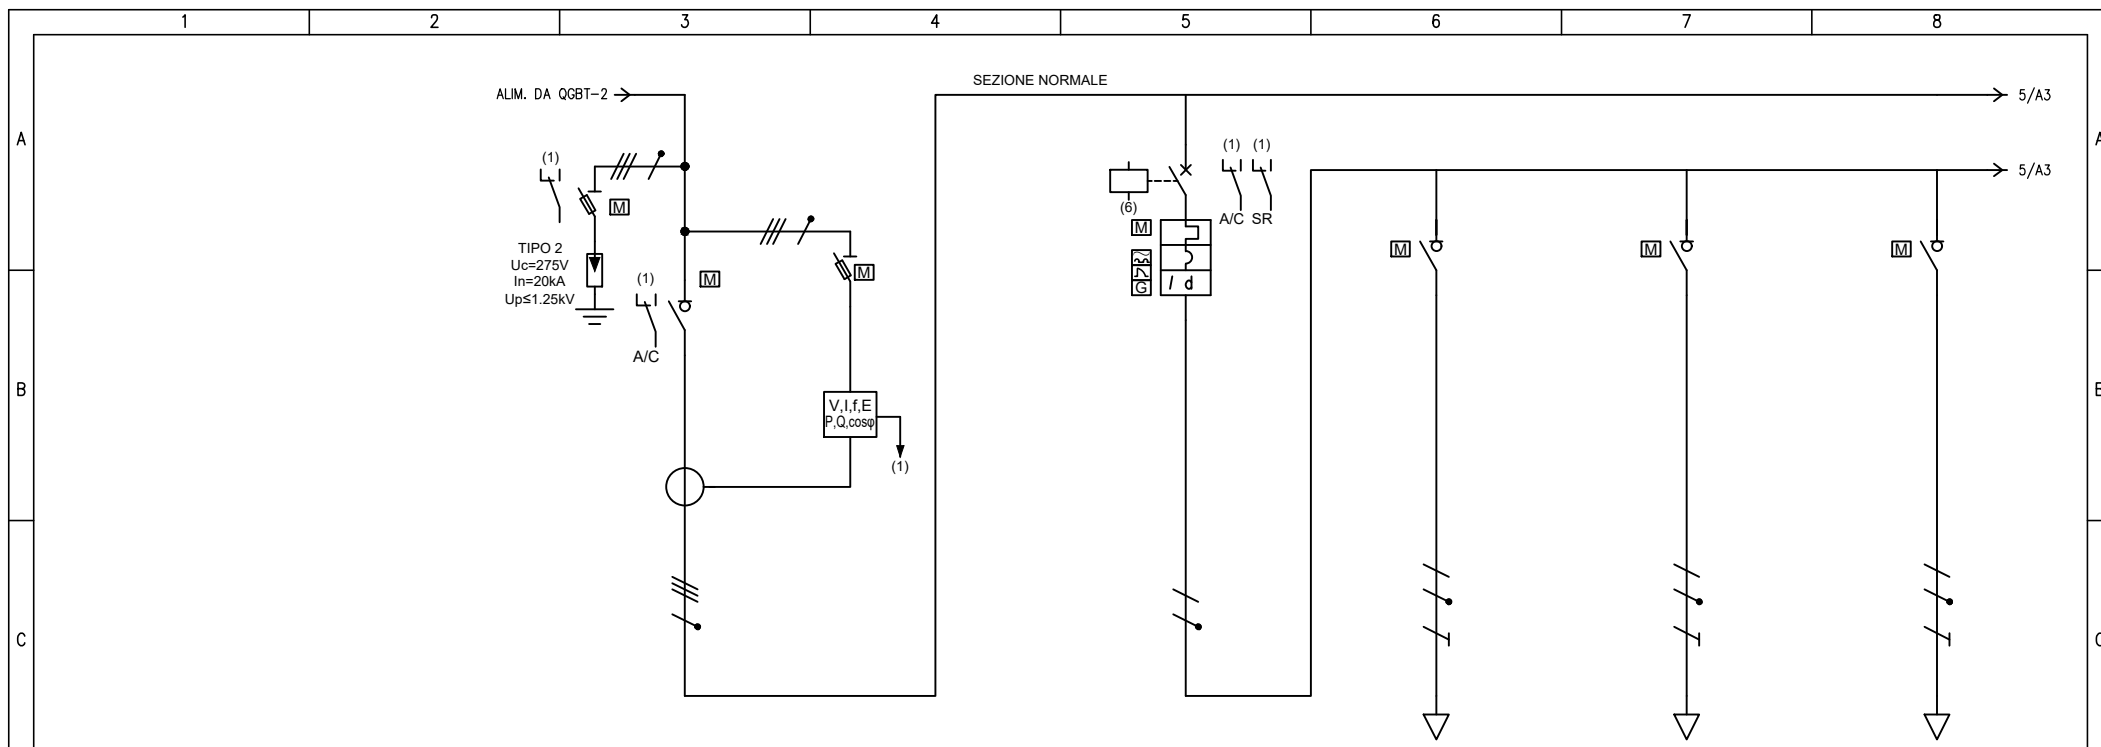 1 2 3 4 5 6 7 8
SEZIONE NORMALE
ALIM. DA QGBT-2
5/A3
A A
(1)
(1) (1)
5/A3
M
(6)
A/C SR
M
TIPO 2
Uc=275V
In=20kA
Up≤1.25kV
(1)
M
M
A/C
G
I d
M
M
M
B B
V,I,f,E
P,Q,cosφ
(1)
C C